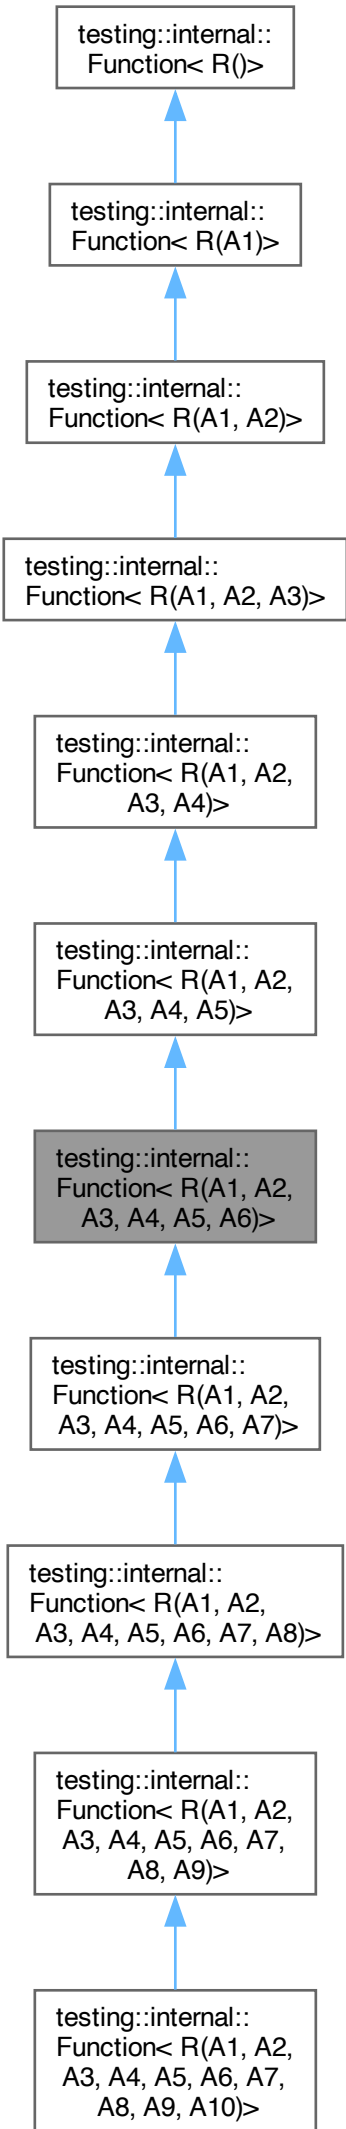 testing::internal::
Function< R()>
testing::internal::
Function< R(A1)>
testing::internal::
Function< R(A1, A2)>
testing::internal::
Function< R(A1, A2, A3)>
testing::internal::
Function< R(A1, A2,
A3, A4)>
testing::internal::
Function< R(A1, A2,
A3, A4, A5)>
testing::internal::
Function< R(A1, A2,
A3, A4, A5, A6)>
testing::internal::
Function< R(A1, A2,
A3, A4, A5, A6, A7)>
testing::internal::
Function< R(A1, A2,
A3, A4, A5, A6, A7, A8)>
testing::internal::
Function< R(A1, A2,
A3, A4, A5, A6, A7,
A8, A9)>
testing::internal::
Function< R(A1, A2,
A3, A4, A5, A6, A7,
A8, A9, A10)>